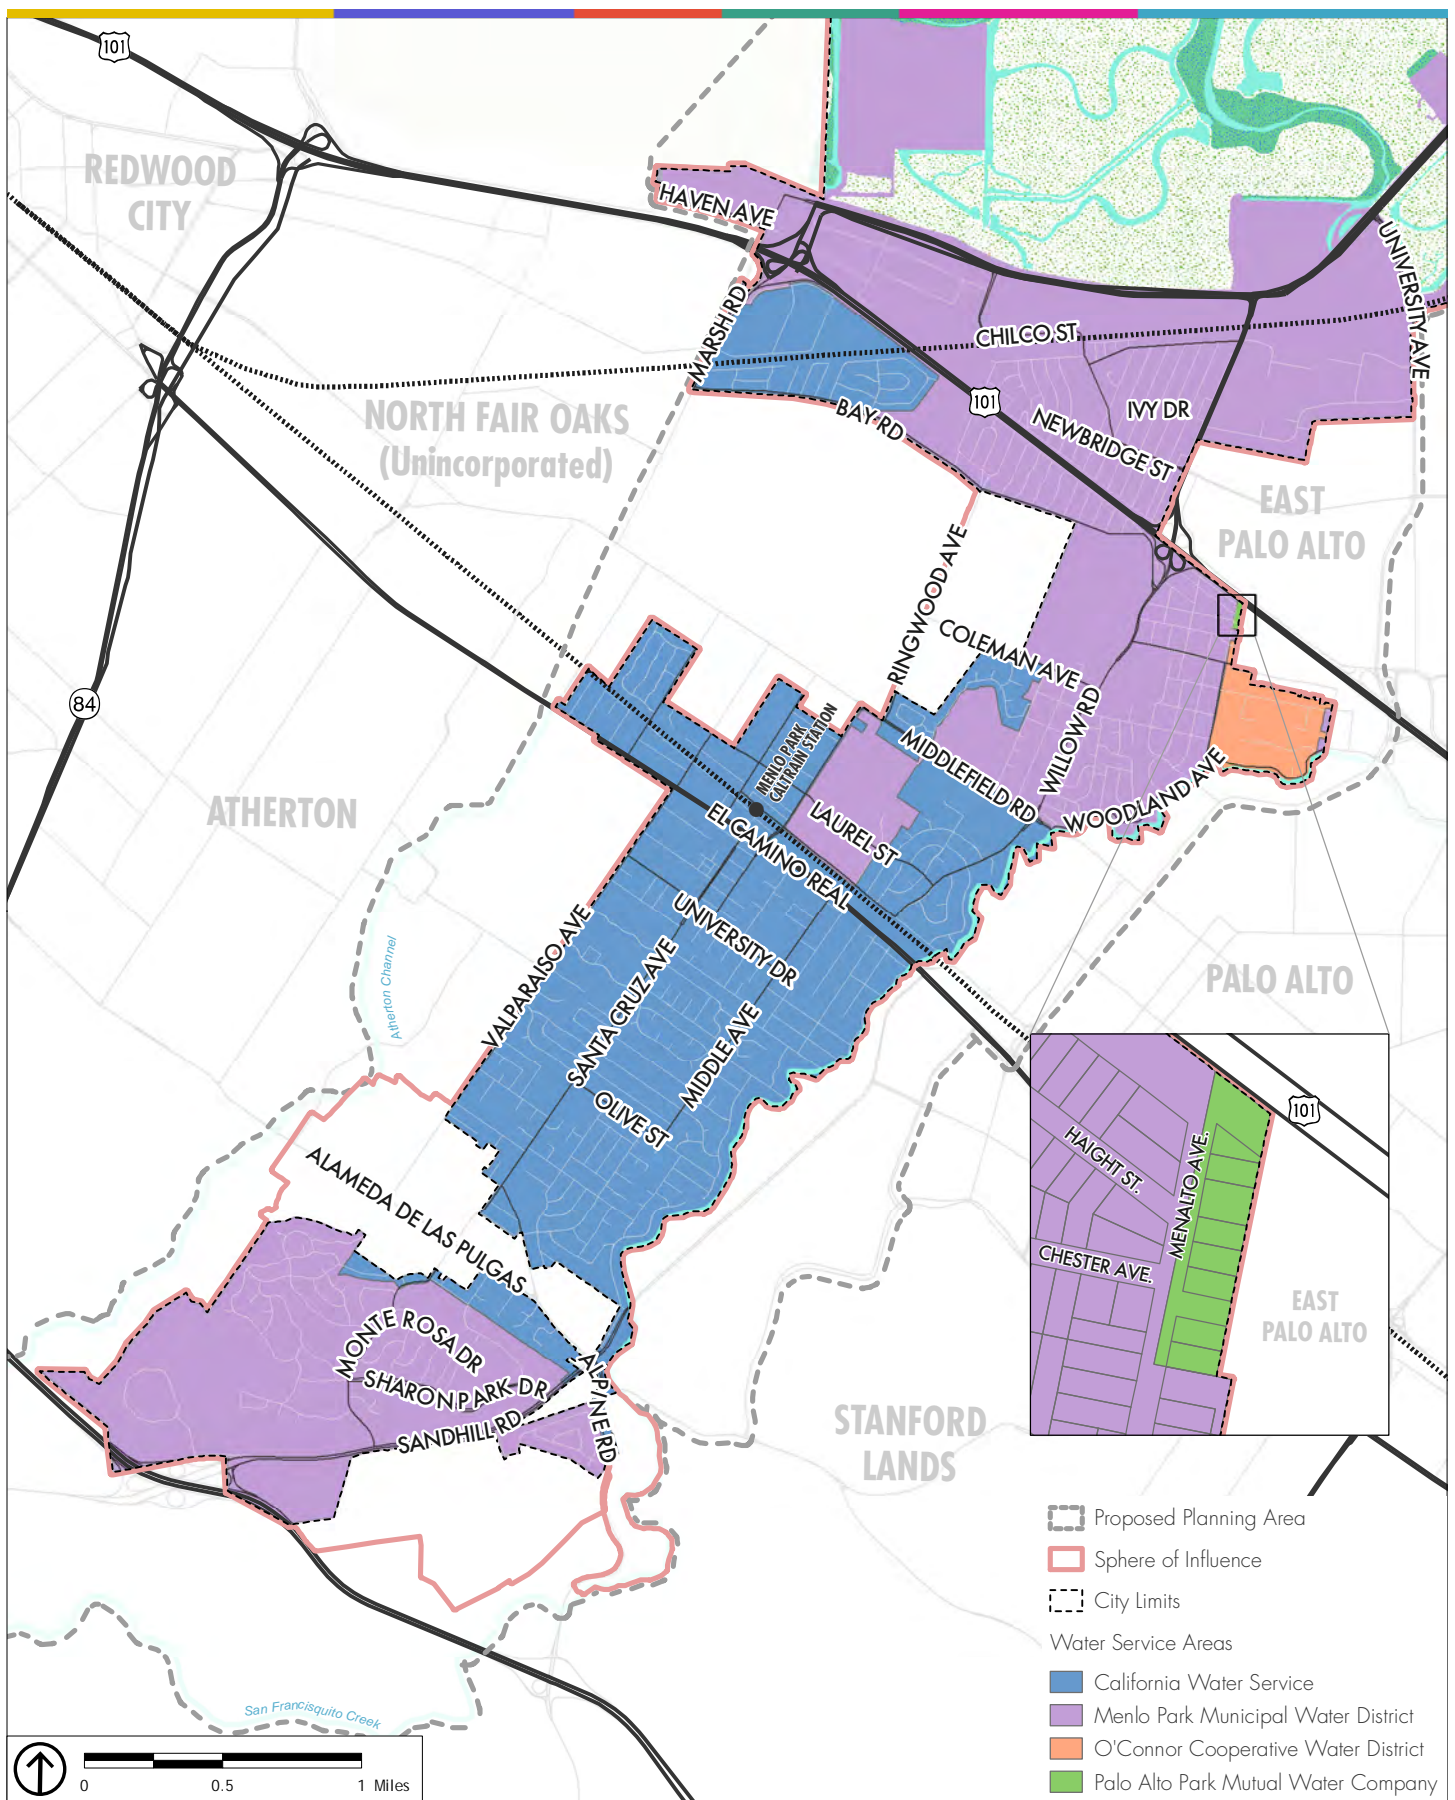 101
REDWOOD
CITY
HAVEN AVE
UNIVERSITY AVE
MARSH RD
CHILCO ST
101
IVY DR
NEWBRIDGE ST
BAY RD
NORTH FAIR OAKS
(Unincorporated)
EAST
PALO ALTO
RINGWOOD AVE
COLEMAN AVE
84
WILLOW RD
MENLO PARK
CALTRAIN STATION
MIDDLEFIELD RD
WOODLAND AVE
ATHERTON
LAUREL ST
EL CAMINO REAL
UNIVERSITY DR
VALPARAISO AVE
SANTA CRUZ AVE
MIDDLE AVE
Atherton Channel
PALO ALTO
OLIVE ST
101
HAIGHT ST.
MENALTO AVE.
CHESTER AVE.
EAST
PALO ALTO
ALAMEDA DE LAS PULGAS
MONTE ROSA DR
SHARON PARK DR
SANDHILL RD
ALPINE RD
STANFORD
LANDS
San Francisquito Creek
Proposed Planning Area
Sphere of Influence
City Limits
Water Service Areas
California Water Service
Menlo Park Municipal Water District
O'Connor Cooperative Water District
Palo Alto Park Mutual Water Company
0 0.5 1 Miles